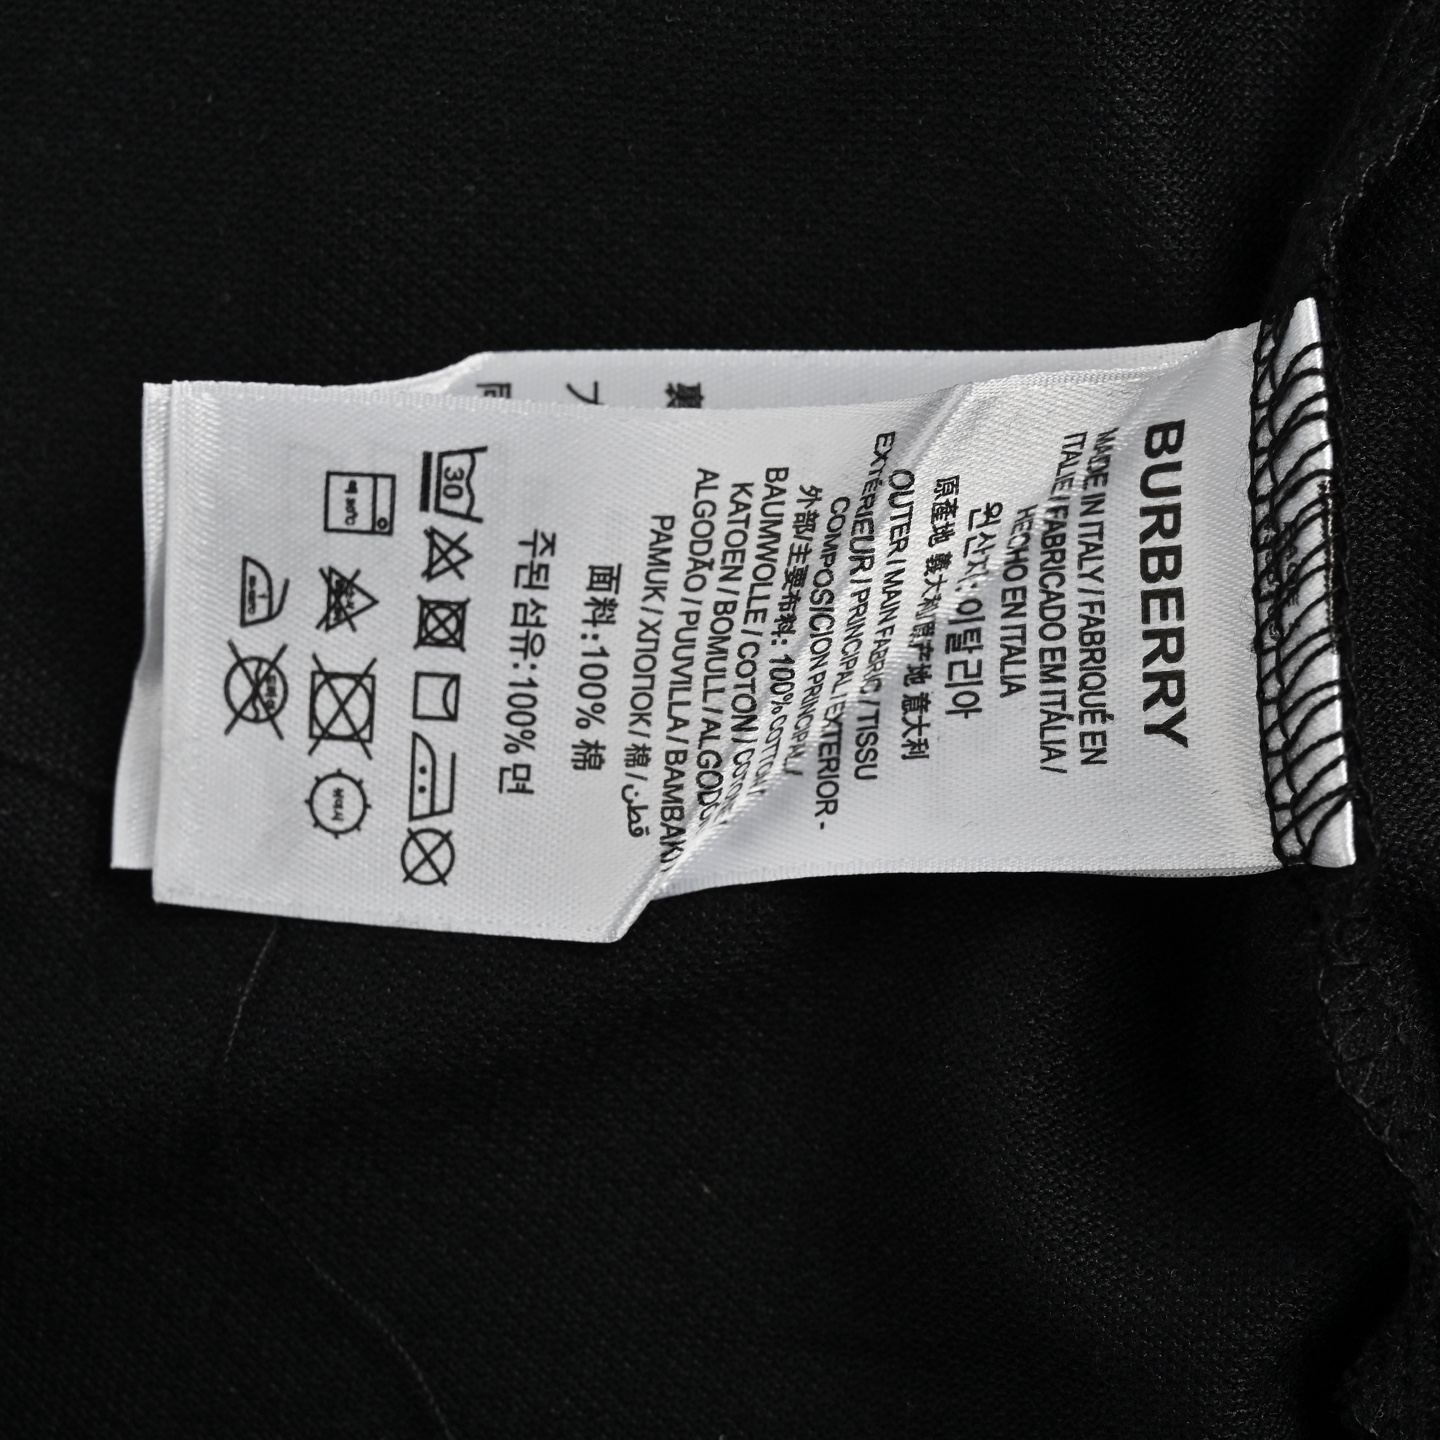 BURBERRY
MADE IN ITALY / FABRIQUÉ EN
ITALIE / FABRICADO EM ITÁLIA /
HECHO EN ITALIA
원산지: 이탈리아
原產地 義大利 原产地 意大利
OUTER / MAIN FABRIC / TISSU
EXTÉRIEUR / PRINCIPAL / EXTERIOR -
COMPOSICION PRINCIPAL /
外部/主要布料: 100% COTTON /
BAUMWOLLE / COTON /
KATOEN / BOMULL / ALGODÓN
ALGODÃO / PUUVILLA / BAMBAKI
PAMUK / ХЛОПОК / 棉 / قطن
面料:100% 棉
주된 섬유:100% 면
30
裏